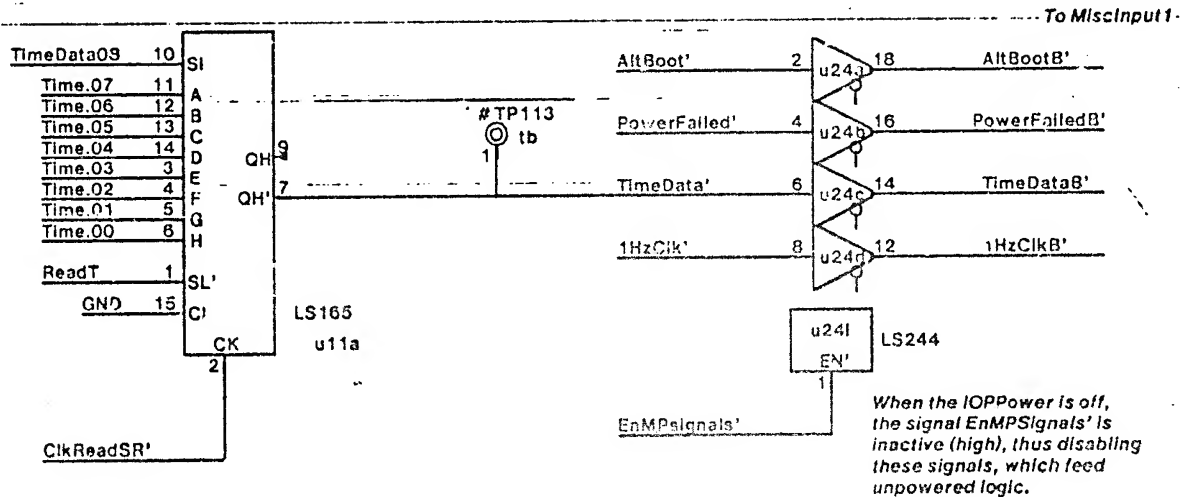 To MiscInput1
TimeData08 10 SI
Time.07 11 A
Time.06 12 B
Time.05 13 C
Time.04 14 D
Time.03 3 E
Time.02 4 F
Time.01 5 G
Time.00 6 H
QH 9
QH' 7
ReadT 1 SL'
GND 15 CI
CK
2
LS165
u11a
ClkReadSR'
#TP113
tb
1
AltBoot' 2 u24a 18 AltBootB'
PowerFailed' 4 u24b 16 PowerFailedB'
TimeData' 6 u24c 14 TimeDataB'
1HzClk' 8 u24d 12 1HzClkB'
u24l
EN'
1
LS244
EnMPsignals'
When the IOPPower is off,
the signal EnMPSignals' is
inactive (high), thus disabling
these signals, which feed
unpowered logic.